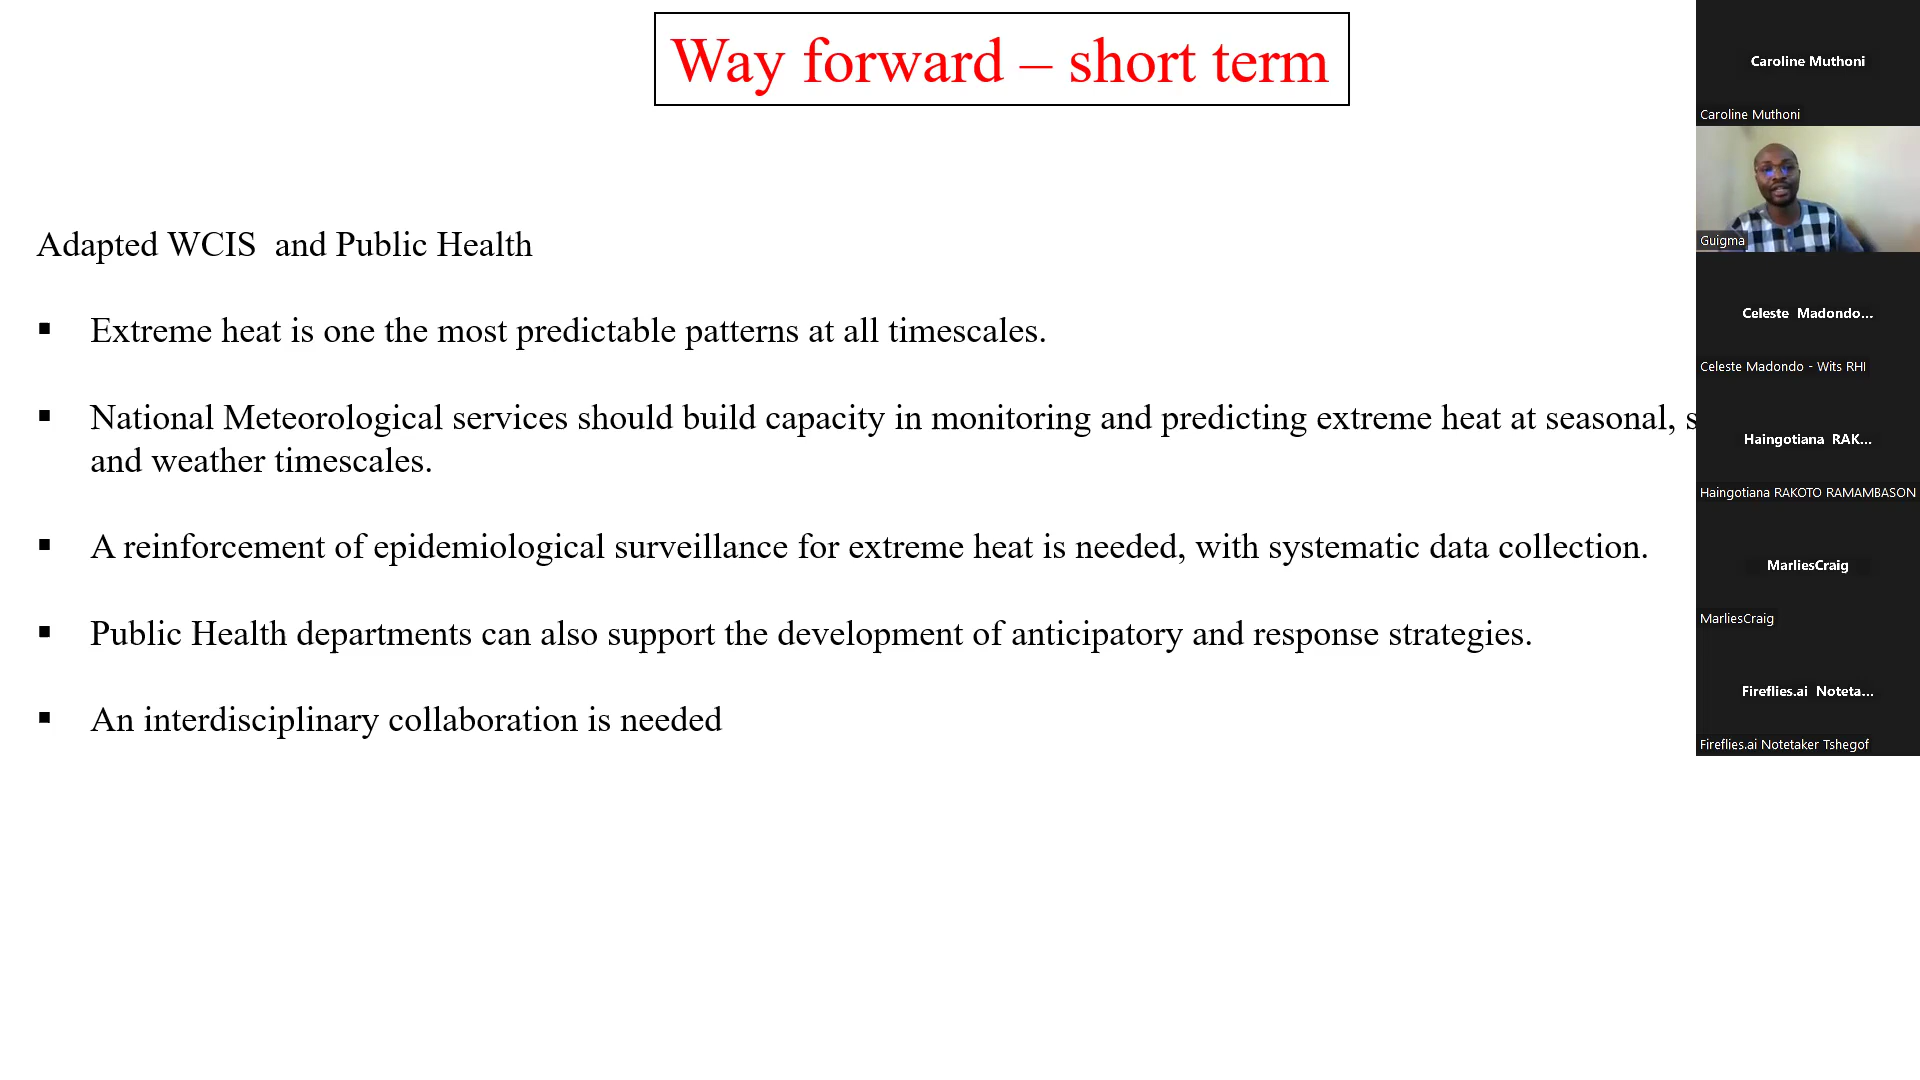 Way forward – short term
Adapted WCIS and Public Health
▪ Extreme heat is one the most predictable patterns at all timescales.
▪ National Meteorological services should build capacity in monitoring and predicting extreme heat at seasonal,
and weather timescales.
▪ A reinforcement of epidemiological surveillance for extreme heat is needed, with systematic data collection.
▪ Public Health departments can also support the development of anticipatory and response strategies.
▪ An interdisciplinary collaboration is needed
Caroline Muthoni
Caroline Muthoni
Guigma
Celeste Madondo...
Celeste Madondo - Wits RHI
Haingotiana RAK...
Haingotiana RAKOTO RAMAMBASON
MarliesCraig
MarliesCraig
Fireflies.ai Noteta...
Fireflies.ai Notetaker Tshegof